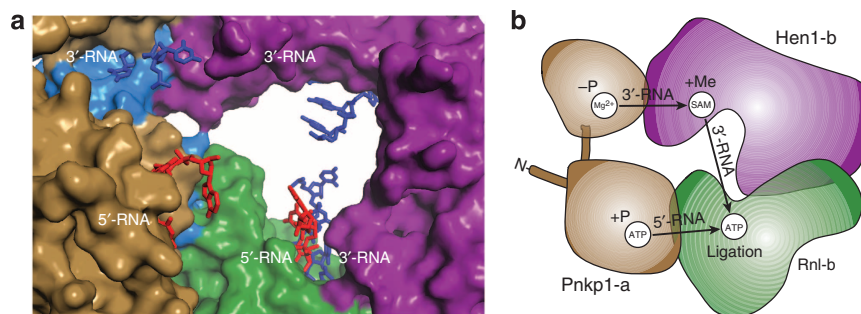 a
3′-RNA
3′-RNA
5′-RNA
5′-RNA
3′-RNA
b
Hen1-b
–P
+Me
Mg2+
3′-RNA
SAM
3′-RNA
N
+P
5′-RNA
ATP
ATP
Ligation
Rnl-b
Pnkp1-a